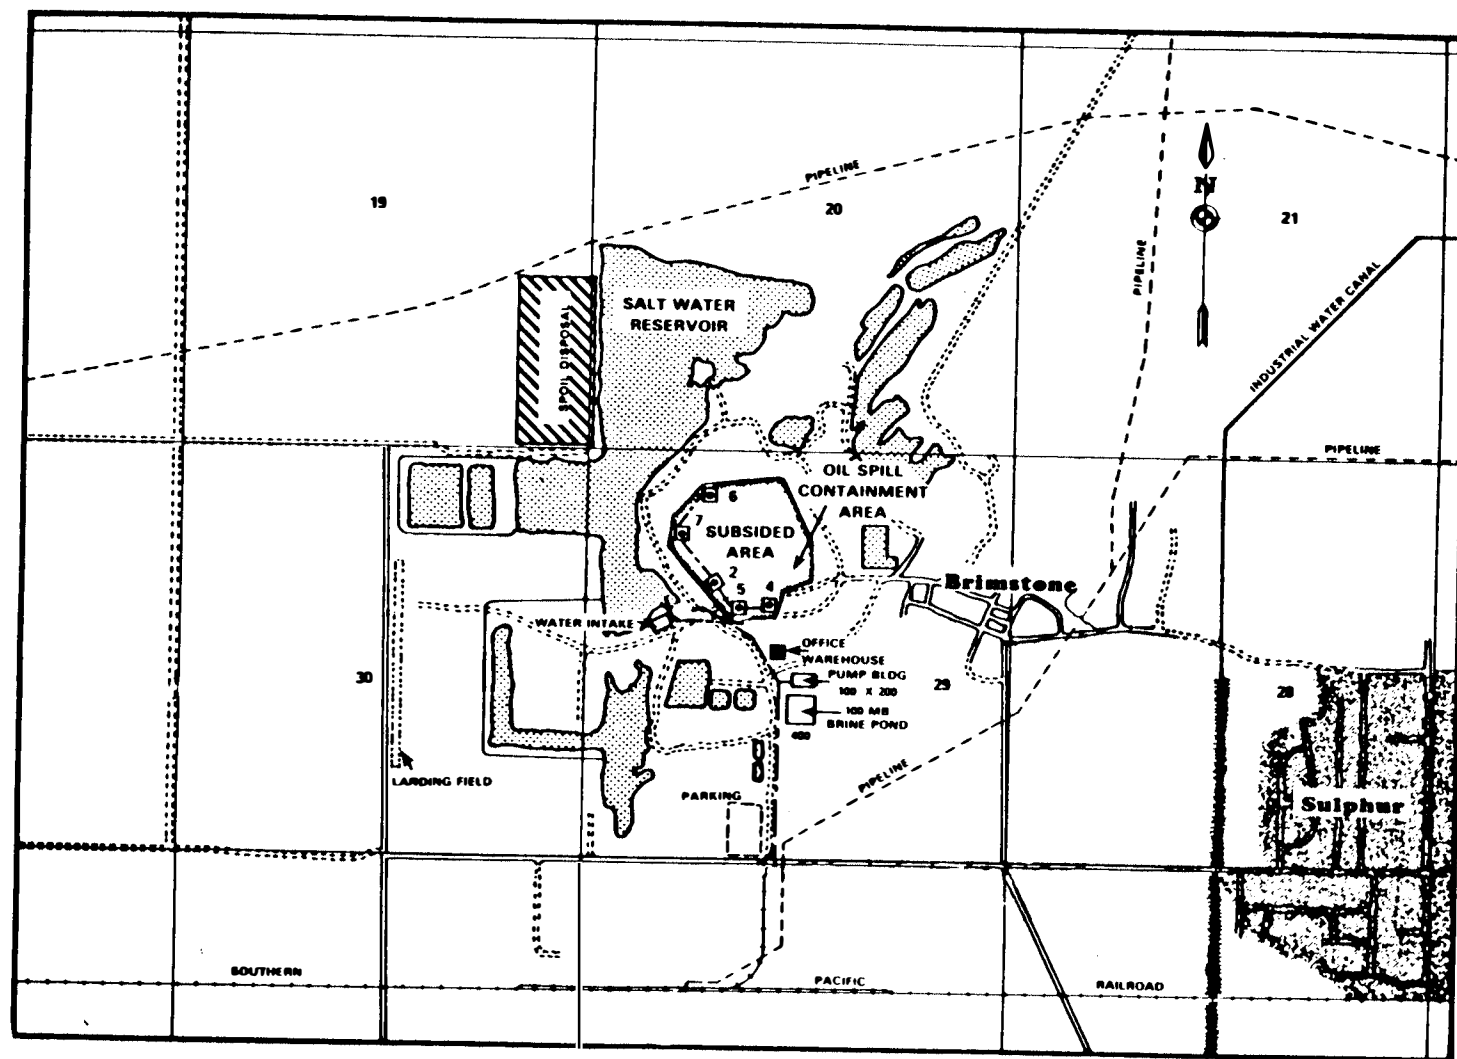 PIPELINE
19
20
N
21
SALT WATER
RESERVOIR
SPOIL DISPOSAL
PIPELINE
INDUSTRIAL WATER CANAL
PIPELINE
OIL SPILL
CONTAINMENT
AREA
6
7
SUBSIDED
AREA
2
5
4
Brimstone
WATER INTAKE
OFFICE
WAREHOUSE
PUMP BLDG
100 X 200
100 MB
BRINE POND
400
30
29
28
LANDING FIELD
PARKING
PIPELINE
Sulphur
SOUTHERN
PACIFIC
RAILROAD